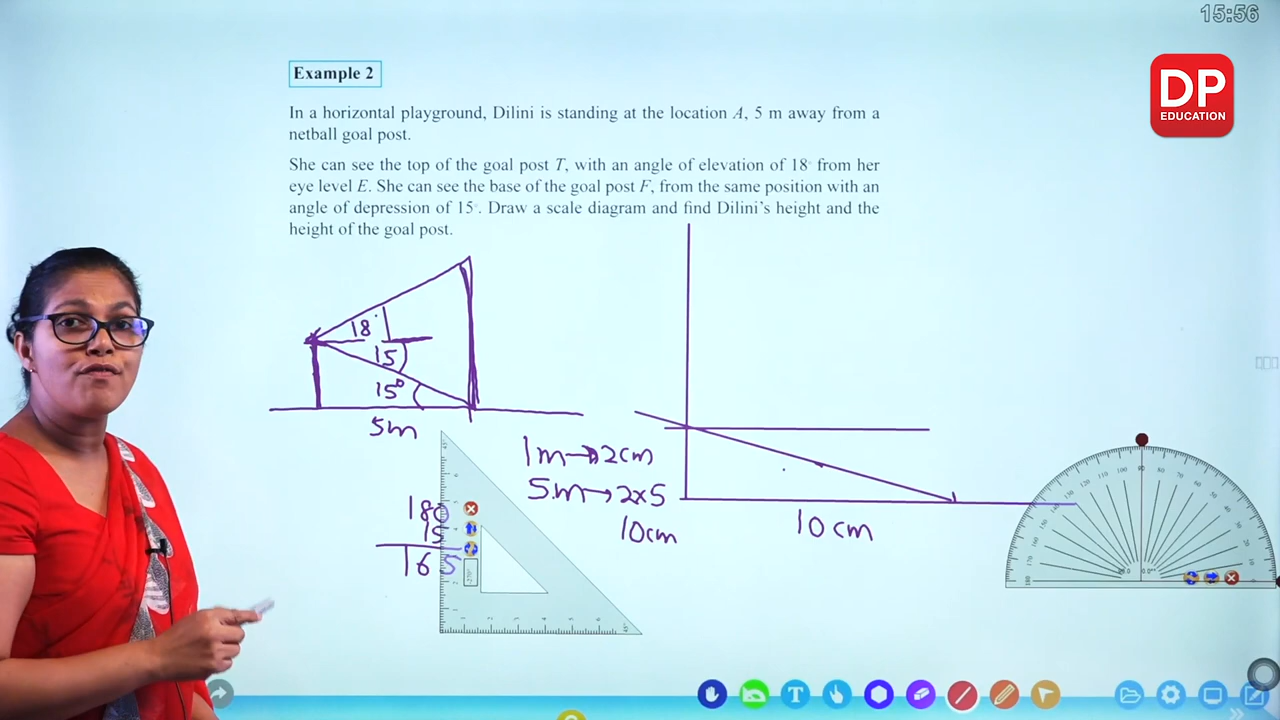 15:56
DP
EDUCATION
Example 2
In a horizontal playground, Dilini is standing at the location A, 5 m away from a
netball goal post.
She can see the top of the goal post T, with an angle of elevation of 18° from her
eye level E. She can see the base of the goal post F, from the same position with an
angle of depression of 15°. Draw a scale diagram and find Dilini's height and the
height of the goal post.
18°
15
15°
5m
1m→2cm
5m→2×5
10cm
10cm
180
15
165